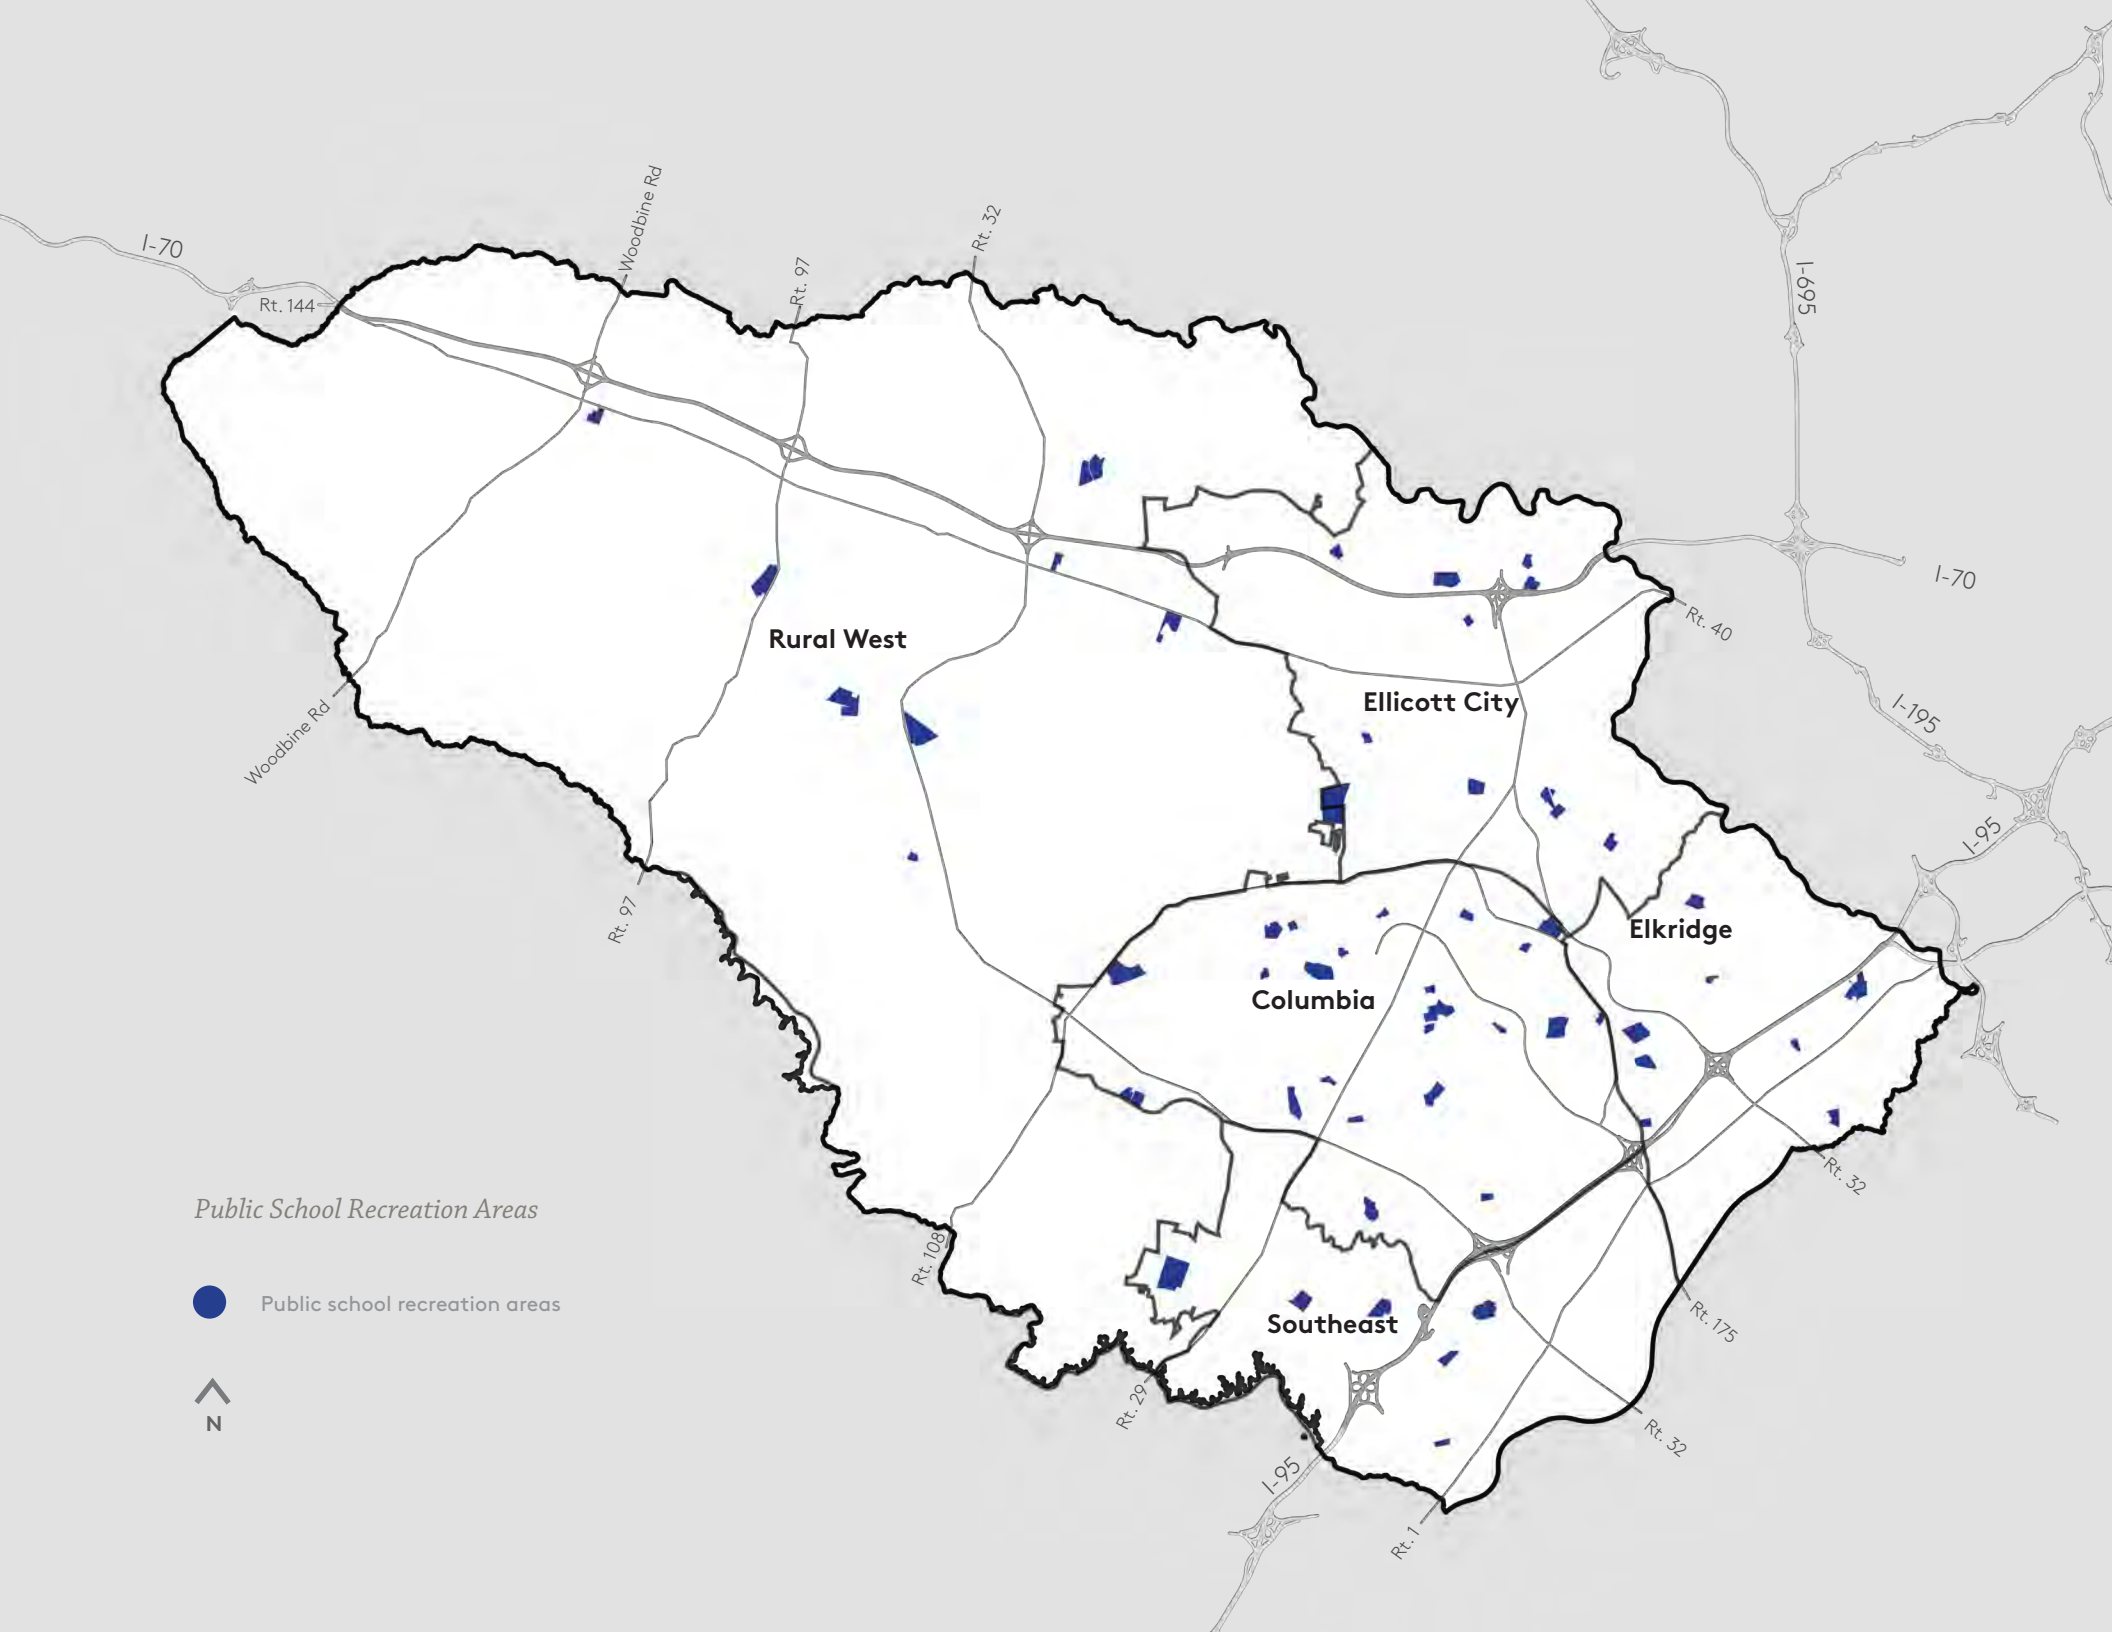 Woodbine Rd
Rt. 32
I-70
Rt. 97
Rt. 144
I-695
I-70
Rt. 40
Rural West
Ellicott City
Woodbine Rd
I-195
I-95
Rt. 97
Elkridge
Columbia
Rt. 32
Public School Recreation Areas
Rt. 108
Public school recreation areas
Southeast
Rt. 175
Rt. 29
N
Rt. 32
I-95
Rt. 1